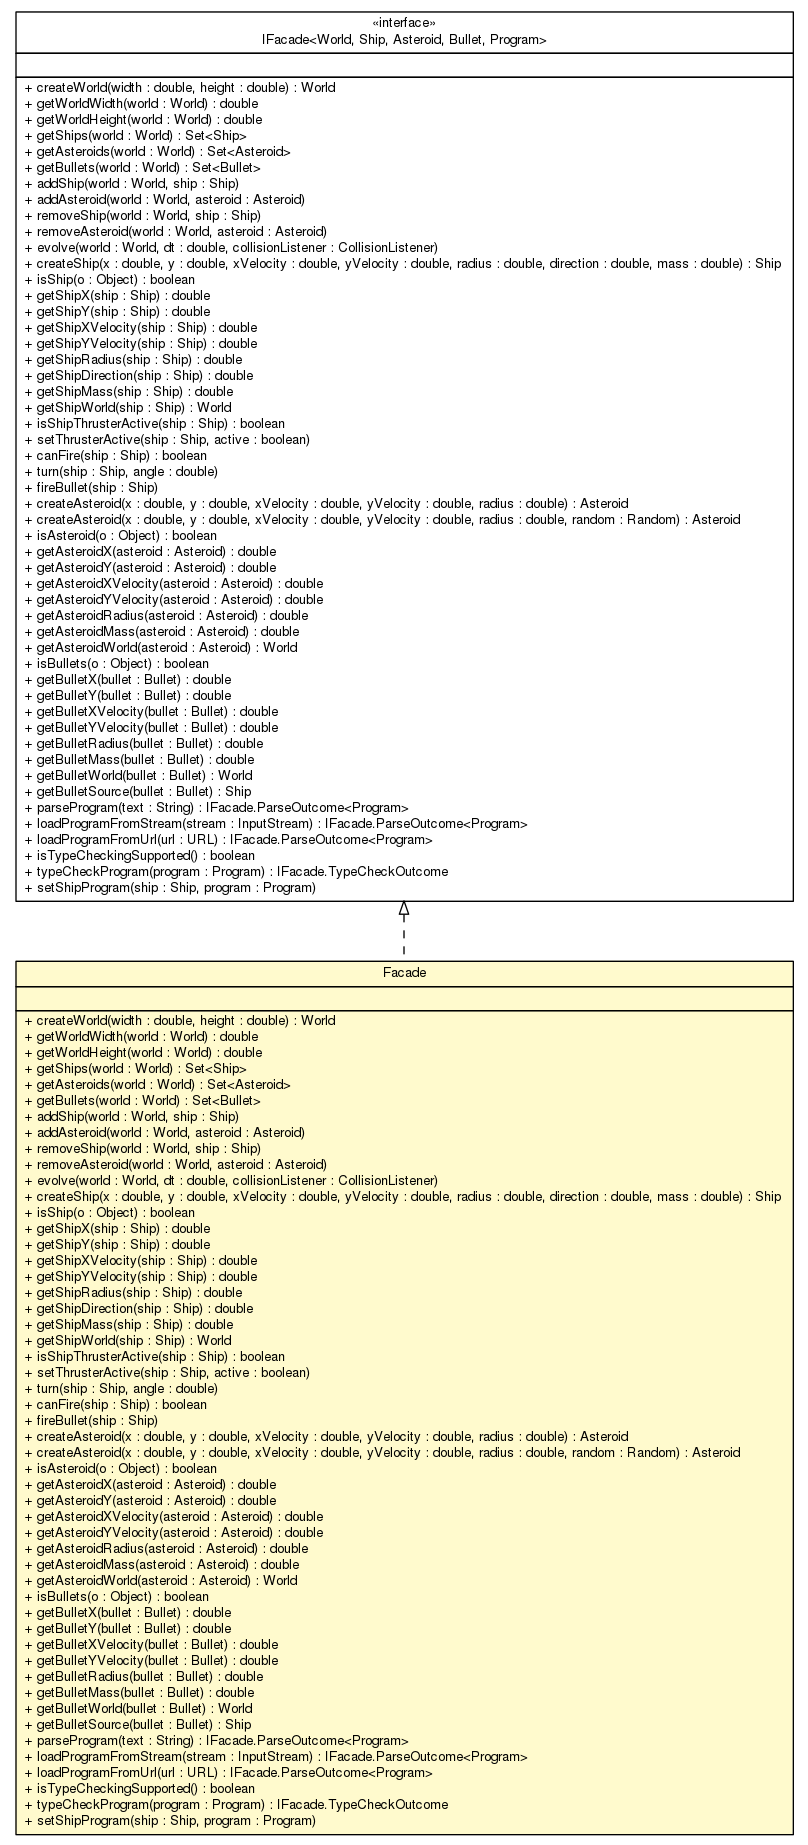 «interface»
IFacade<World, Ship, Asteroid, Bullet, Program>
+ createWorld(width : double, height : double) : World
+ getWorldWidth(world : World) : double
+ getWorldHeight(world : World) : double
+ getShips(world : World) : Set<Ship>
+ getAsteroids(world : World) : Set<Asteroid>
+ getBullets(world : World) : Set<Bullet>
+ addShip(world : World, ship : Ship)
+ addAsteroid(world : World, asteroid : Asteroid)
+ removeShip(world : World, ship : Ship)
+ removeAsteroid(world : World, asteroid : Asteroid)
+ evolve(world : World, dt : double, collisionListener : CollisionListener)
+ createShip(x : double, y : double, xVelocity : double, yVelocity : double, radius : double, direction : double, mass : double) : Ship
+ isShip(o : Object) : boolean
+ getShipX(ship : Ship) : double
+ getShipY(ship : Ship) : double
+ getShipXVelocity(ship : Ship) : double
+ getShipYVelocity(ship : Ship) : double
+ getShipRadius(ship : Ship) : double
+ getShipDirection(ship : Ship) : double
+ getShipMass(ship : Ship) : double
+ getShipWorld(ship : Ship) : World
+ isShipThrusterActive(ship : Ship) : boolean
+ setThrusterActive(ship : Ship, active : boolean)
+ canFire(ship : Ship) : boolean
+ turn(ship : Ship, angle : double)
+ fireBullet(ship : Ship)
+ createAsteroid(x : double, y : double, xVelocity : double, yVelocity : double, radius : double) : Asteroid
+ createAsteroid(x : double, y : double, xVelocity : double, yVelocity : double, radius : double, random : Random) : Asteroid
+ isAsteroid(o : Object) : boolean
+ getAsteroidX(asteroid : Asteroid) : double
+ getAsteroidY(asteroid : Asteroid) : double
+ getAsteroidXVelocity(asteroid : Asteroid) : double
+ getAsteroidYVelocity(asteroid : Asteroid) : double
+ getAsteroidRadius(asteroid : Asteroid) : double
+ getAsteroidMass(asteroid : Asteroid) : double
+ getAsteroidWorld(asteroid : Asteroid) : World
+ isBullets(o : Object) : boolean
+ getBulletX(bullet : Bullet) : double
+ getBulletY(bullet : Bullet) : double
+ getBulletXVelocity(bullet : Bullet) : double
+ getBulletYVelocity(bullet : Bullet) : double
+ getBulletRadius(bullet : Bullet) : double
+ getBulletMass(bullet : Bullet) : double
+ getBulletWorld(bullet : Bullet) : World
+ getBulletSource(bullet : Bullet) : Ship
+ parseProgram(text : String) : IFacade.ParseOutcome<Program>
+ loadProgramFromStream(stream : InputStream) : IFacade.ParseOutcome<Program>
+ loadProgramFromUrl(url : URL) : IFacade.ParseOutcome<Program>
+ isTypeCheckingSupported() : boolean
+ typeCheckProgram(program : Program) : IFacade.TypeCheckOutcome
+ setShipProgram(ship : Ship, program : Program)
Facade
+ createWorld(width : double, height : double) : World
+ getWorldWidth(world : World) : double
+ getWorldHeight(world : World) : double
+ getShips(world : World) : Set<Ship>
+ getAsteroids(world : World) : Set<Asteroid>
+ getBullets(world : World) : Set<Bullet>
+ addShip(world : World, ship : Ship)
+ addAsteroid(world : World, asteroid : Asteroid)
+ removeShip(world : World, ship : Ship)
+ removeAsteroid(world : World, asteroid : Asteroid)
+ evolve(world : World, dt : double, collisionListener : CollisionListener)
+ createShip(x : double, y : double, xVelocity : double, yVelocity : double, radius : double, direction : double, mass : double) : Ship
+ isShip(o : Object) : boolean
+ getShipX(ship : Ship) : double
+ getShipY(ship : Ship) : double
+ getShipXVelocity(ship : Ship) : double
+ getShipYVelocity(ship : Ship) : double
+ getShipRadius(ship : Ship) : double
+ getShipDirection(ship : Ship) : double
+ getShipMass(ship : Ship) : double
+ getShipWorld(ship : Ship) : World
+ isShipThrusterActive(ship : Ship) : boolean
+ setThrusterActive(ship : Ship, active : boolean)
+ turn(ship : Ship, angle : double)
+ canFire(ship : Ship) : boolean
+ fireBullet(ship : Ship)
+ createAsteroid(x : double, y : double, xVelocity : double, yVelocity : double, radius : double) : Asteroid
+ createAsteroid(x : double, y : double, xVelocity : double, yVelocity : double, radius : double, random : Random) : Asteroid
+ isAsteroid(o : Object) : boolean
+ getAsteroidX(asteroid : Asteroid) : double
+ getAsteroidY(asteroid : Asteroid) : double
+ getAsteroidXVelocity(asteroid : Asteroid) : double
+ getAsteroidYVelocity(asteroid : Asteroid) : double
+ getAsteroidRadius(asteroid : Asteroid) : double
+ getAsteroidMass(asteroid : Asteroid) : double
+ getAsteroidWorld(asteroid : Asteroid) : World
+ isBullets(o : Object) : boolean
+ getBulletX(bullet : Bullet) : double
+ getBulletY(bullet : Bullet) : double
+ getBulletXVelocity(bullet : Bullet) : double
+ getBulletYVelocity(bullet : Bullet) : double
+ getBulletRadius(bullet : Bullet) : double
+ getBulletMass(bullet : Bullet) : double
+ getBulletWorld(bullet : Bullet) : World
+ getBulletSource(bullet : Bullet) : Ship
+ parseProgram(text : String) : IFacade.ParseOutcome<Program>
+ loadProgramFromStream(stream : InputStream) : IFacade.ParseOutcome<Program>
+ loadProgramFromUrl(url : URL) : IFacade.ParseOutcome<Program>
+ isTypeCheckingSupported() : boolean
+ typeCheckProgram(program : Program) : IFacade.TypeCheckOutcome
+ setShipProgram(ship : Ship, program : Program)